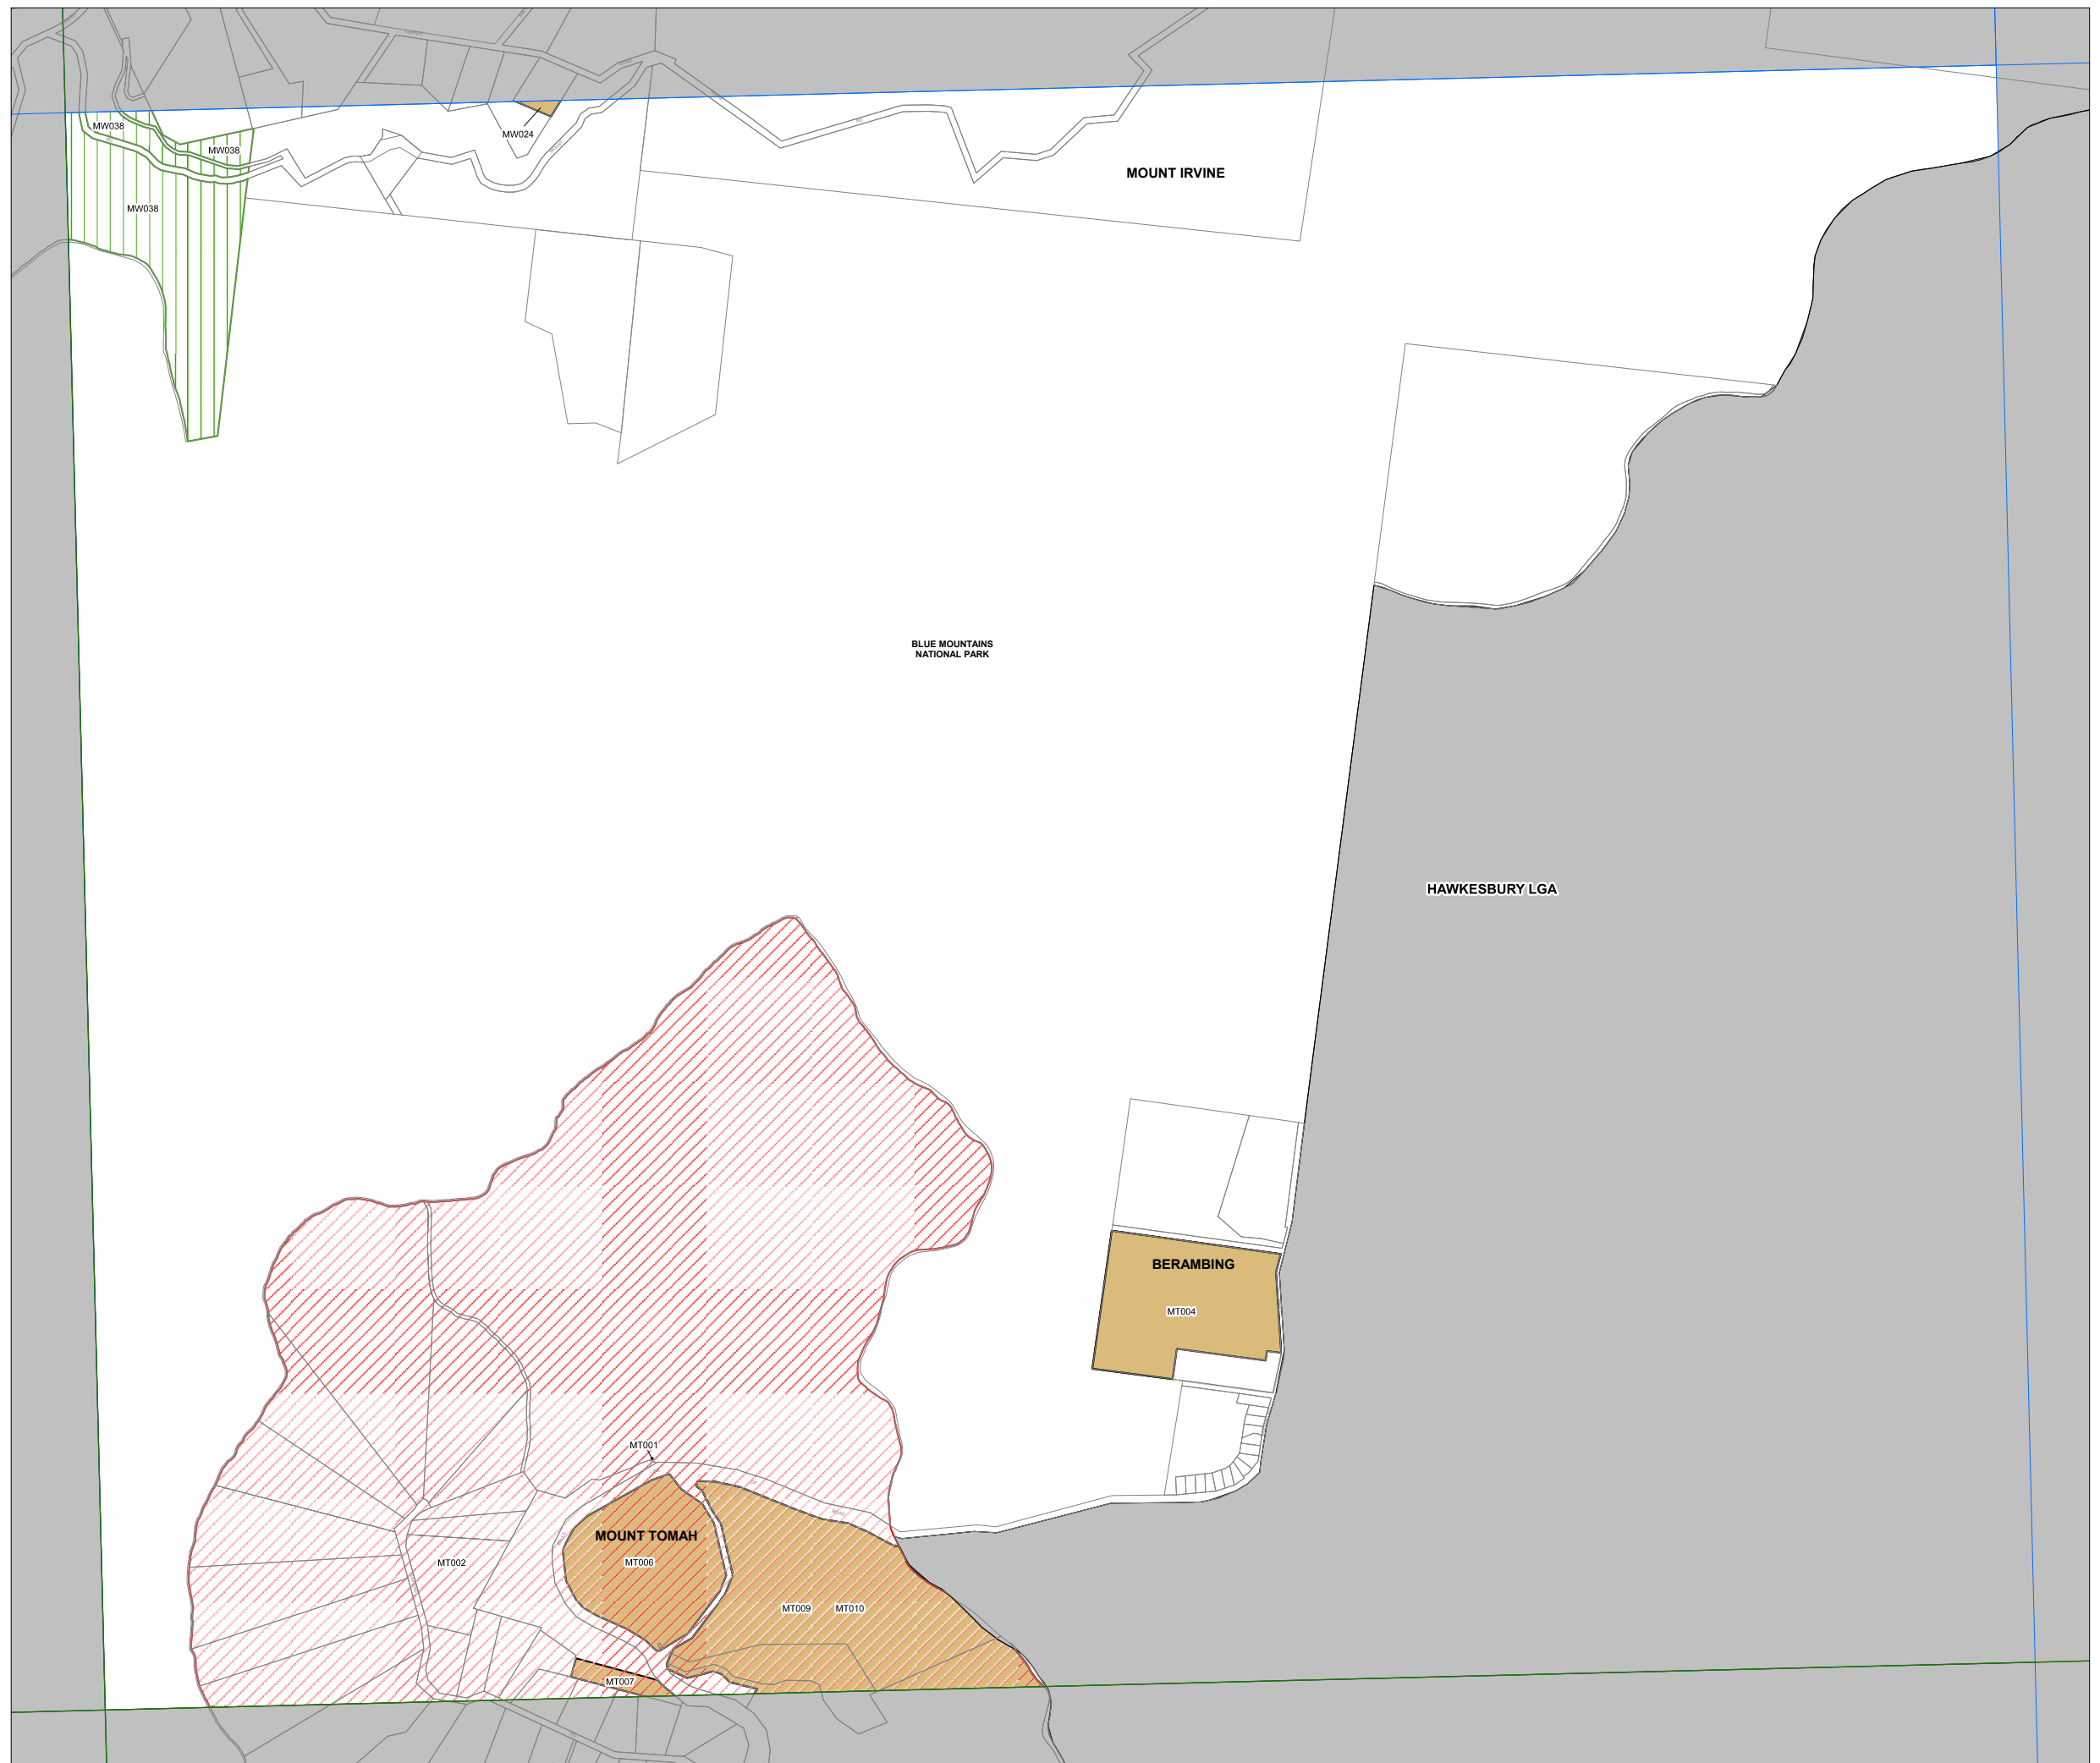 MW038
MW024
MW038
MOUNT IRVINE
MW038
BLUE MOUNTAINS
NATIONAL PARK
HAWKESBURY LGA
BERAMBING
MT004
MT001
MOUNT TOMAH
MT006
MT002
MT009
MT010
MT007